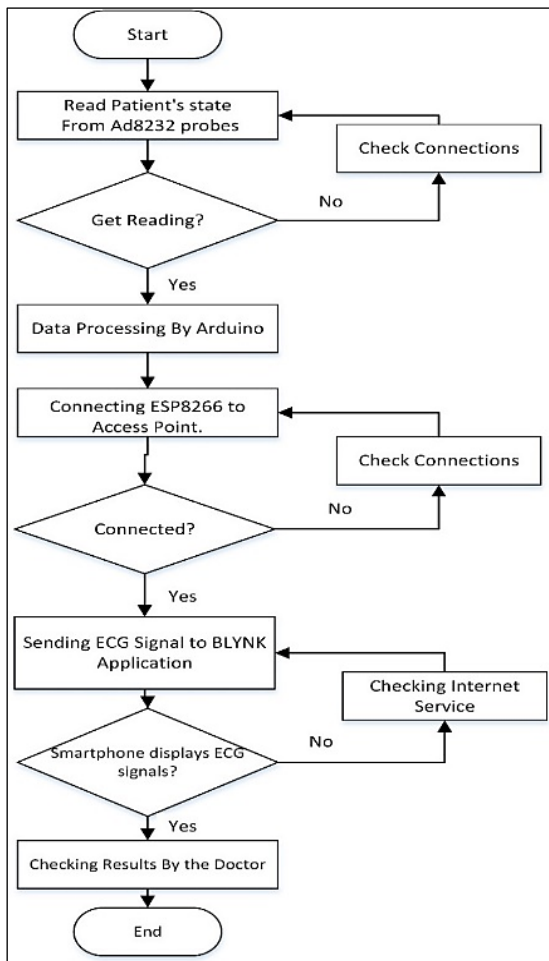 Start
Read Patient's state
From Ad8232 probes
Check Connections
Get Reading?
No
Yes
Data Processing By Arduino
Connecting ESP8266 to
Access Point.
Check Connections
Connected?
No
Yes
Sending ECG Signal to BLYNK
Application
Checking Internet
Service
Smartphone displays ECG
signals?
No
Yes
Checking Results By the Doctor
End